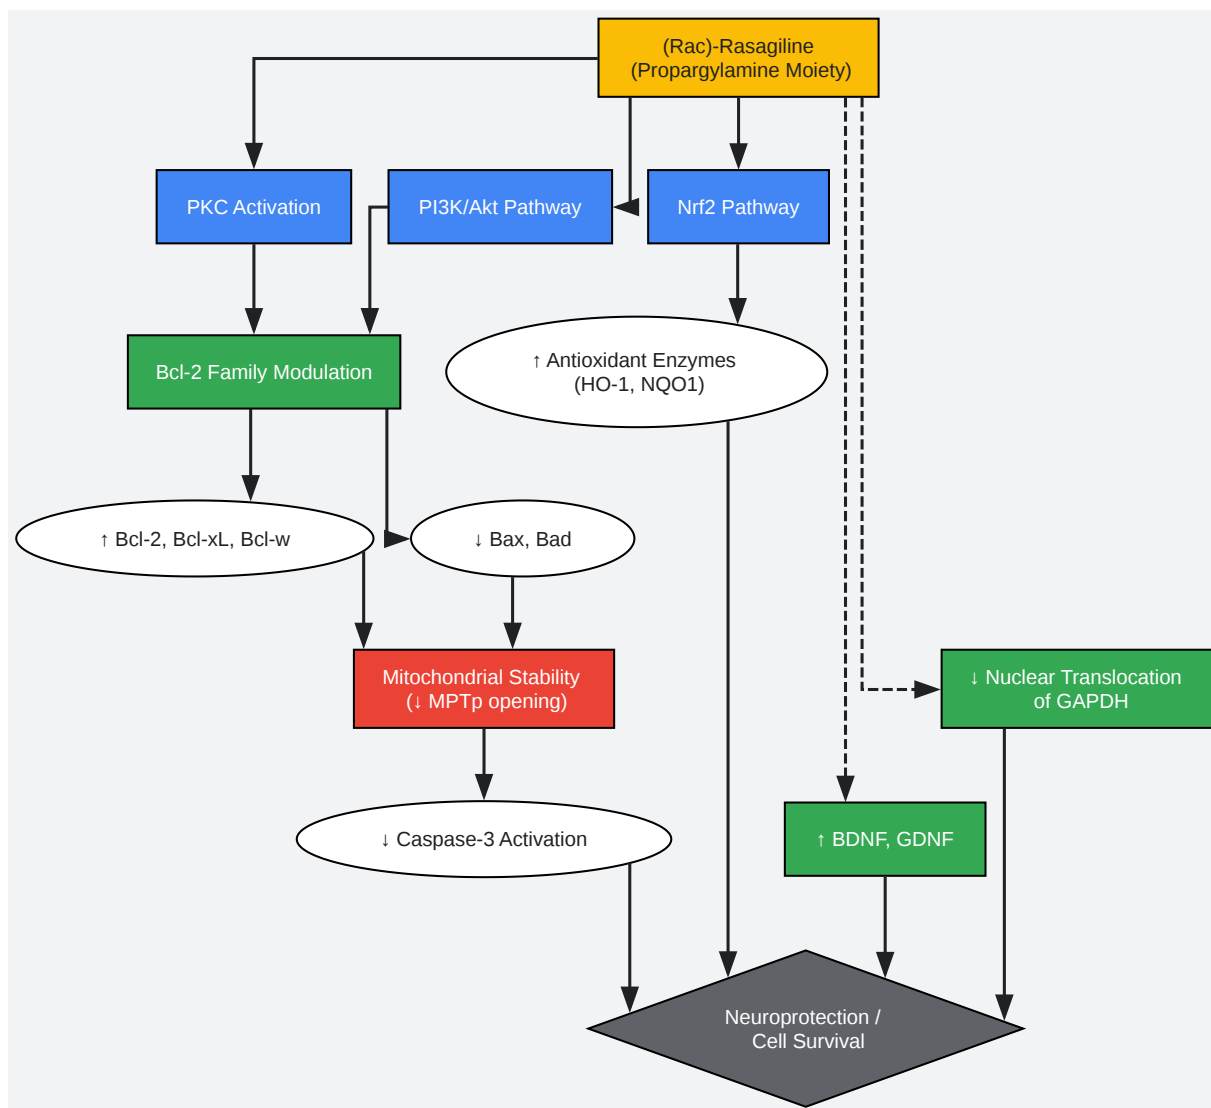 (Rac)-Rasagiline
(Propargylamine Moiety)
PKC Activation
PI3K/Akt Pathway
Nrf2 Pathway
Bcl-2 Family Modulation
↑ Antioxidant Enzymes
(HO-1, NQO1)
↑ Bcl-2, Bcl-xL, Bcl-w
↓ Bax, Bad
Mitochondrial Stability
(↓ MPTp opening)
↓ Nuclear Translocation
of GAPDH
↓ Caspase-3 Activation
↑ BDNF, GDNF
Neuroprotection /
Cell Survival